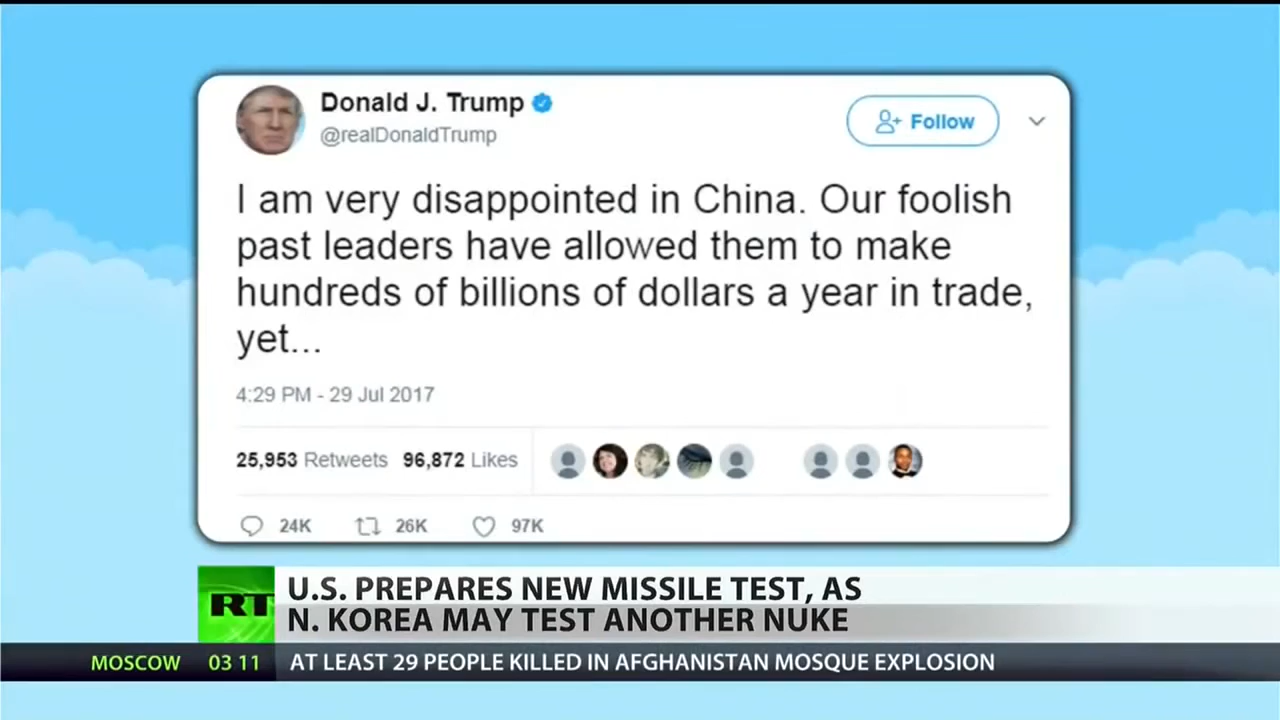 Donald J. Trump
@realDonaldTrump
Follow
I am very disappointed in China. Our foolish
past leaders have allowed them to make
hundreds of billions of dollars a year in trade,
yet...
4:29 PM - 29 Jul 2017
25,953 Retweets 96,872 Likes
24K 26K 97K
RT
U.S. PREPARES NEW MISSILE TEST, AS
N. KOREA MAY TEST ANOTHER NUKE
MOSCOW 03 11 AT LEAST 29 PEOPLE KILLED IN AFGHANISTAN MOSQUE EXPLOSION